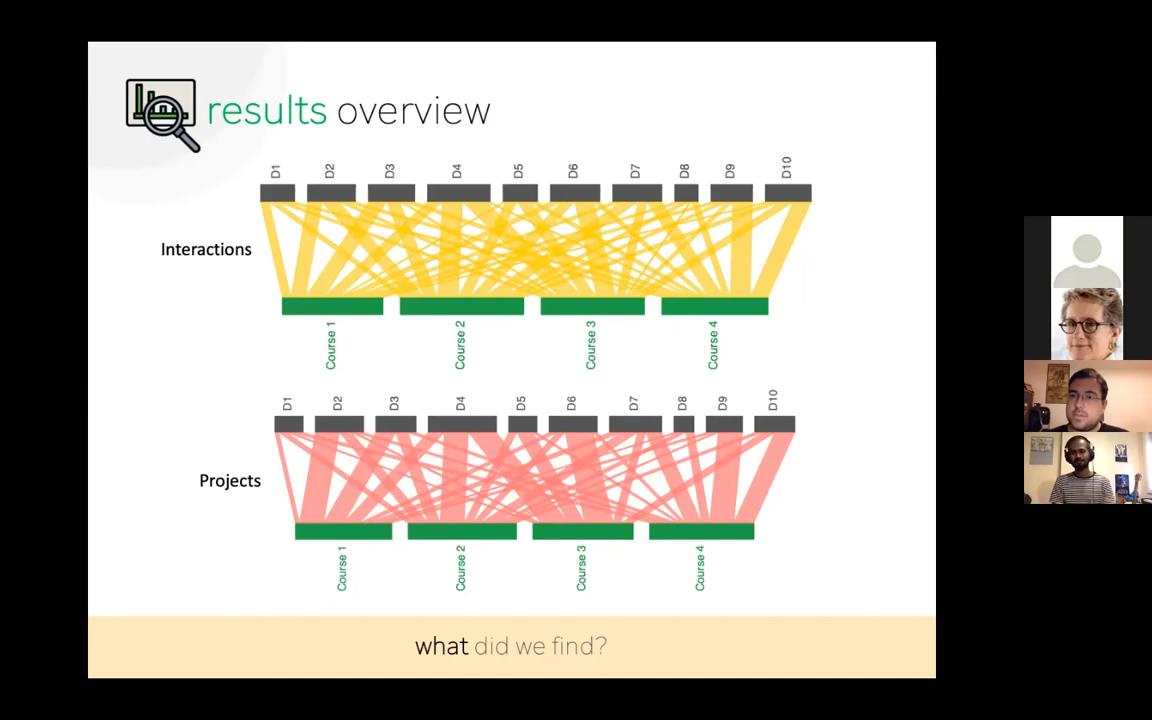 results overview
D1 D2 D3 D4 D5 D6 D7 D8 D9 D10
Interactions
Course 1 Course 2 Course 3 Course 4
D1 D2 D3 D4 D5 D6 D7 D8 D9 D10
Projects
Course 1 Course 2 Course 3 Course 4
what did we find?